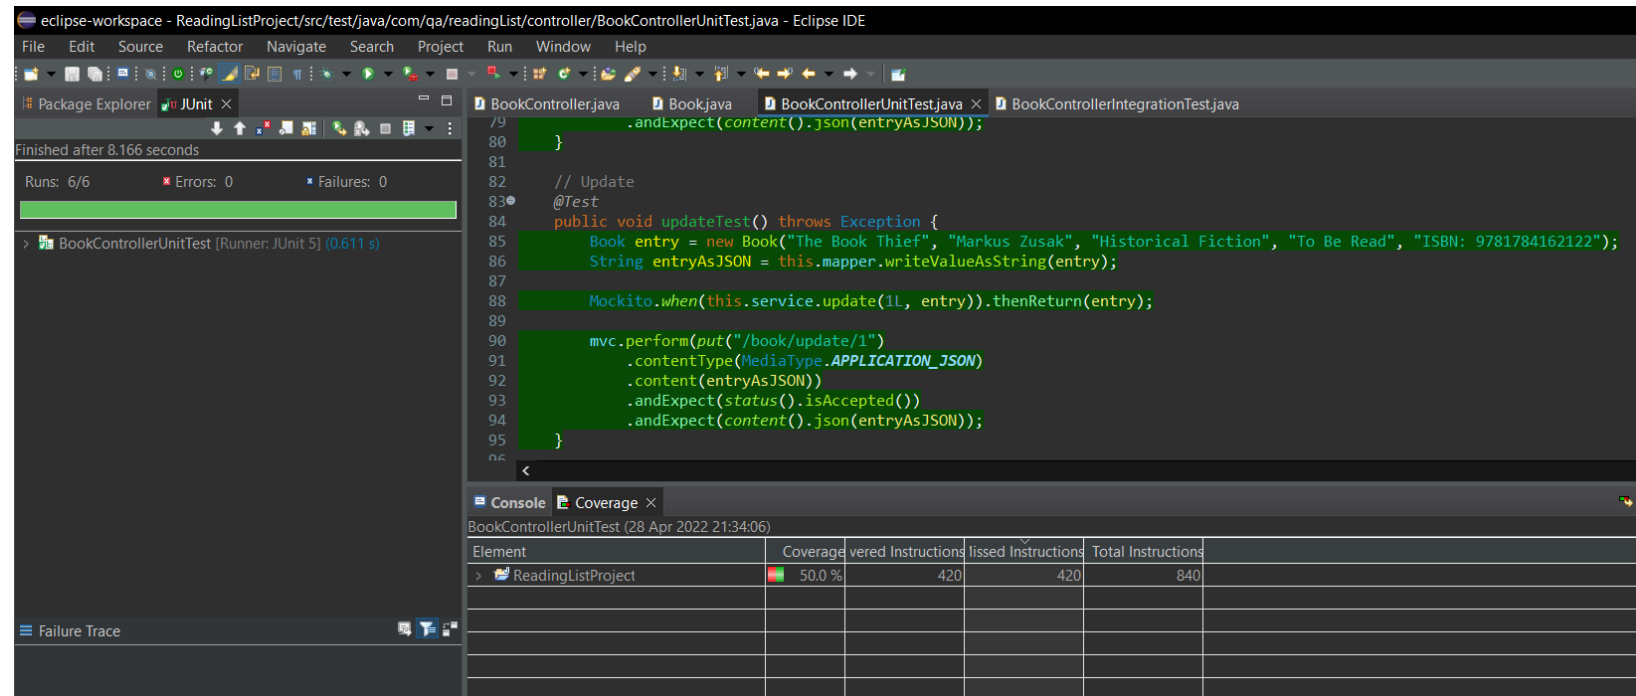 eclipse-workspace - ReadingListProject/src/test/java/com/qa/readingList/controller/BookControllerUnitTest.java - Eclipse IDE
File Edit Source Refactor Navigate Search Project Run Window Help
Package Explorer JUnit
Finished after 8.166 seconds
Runs: 6/6 Errors: 0 Failures: 0
BookControllerUnitTest [Runner: JUnit 5] (0.611 s)
Failure Trace
BookController.java Book.java BookControllerUnitTest.java BookControllerIntegrationTest.java
79 .andExpect(content().json(entryAsJSON));
80 }
81
82 // Update
83 @Test
84 public void updateTest() throws Exception {
85 Book entry = new Book("The Book Thief", "Markus Zusak", "Historical Fiction", "To Be Read", "ISBN: 9781784162122");
86 String entryAsJSON = this.mapper.writeValueAsString(entry);
87
88 Mockito.when(this.service.update(1L, entry)).thenReturn(entry);
89
90 mvc.perform(put("/book/update/1")
91 .contentType(MediaType.APPLICATION_JSON)
92 .content(entryAsJSON))
93 .andExpect(status().isAccepted())
94 .andExpect(content().json(entryAsJSON));
95 }
96
Console Coverage
BookControllerUnitTest (28 Apr 2022 21:34:06)
Element Coverage vered Instructions lissed Instructions Total Instructions
ReadingListProject 50.0 % 420 420 840